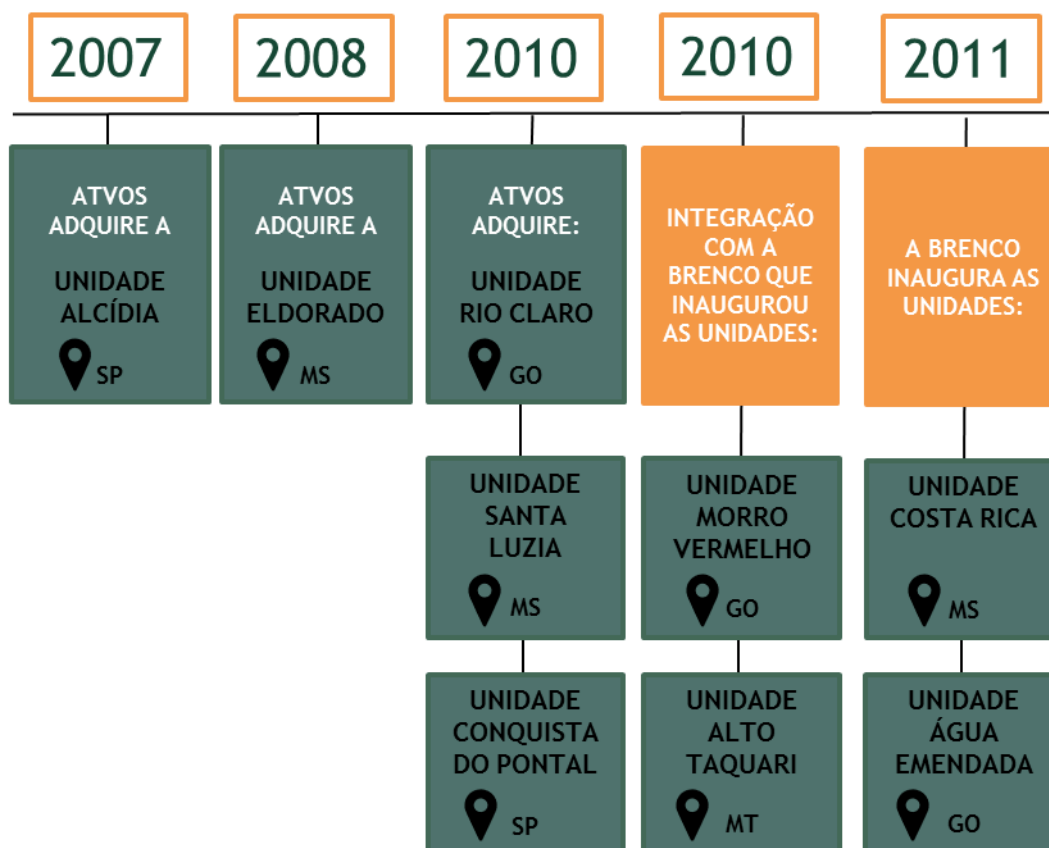 2007
ATVOS
ADQUIRE A
UNIDADE
ALCÍDIA
SP
2008
ATVOS
ADQUIRE A
UNIDADE
ELDORADO
MS
2010
ATVOS
ADQUIRE:
UNIDADE
RIO CLARO
GO
UNIDADE
SANTA
LUZIA
MS
UNIDADE
CONQUISTA
DO PONTAL
SP
2010
INTEGRAÇÃO
COM A
BRENCO QUE
INAUGUROU
AS UNIDADES:
UNIDADE
MORRO
VERMELHO
GO
UNIDADE
ALTO
TAQUARI
MT
2011
A BRENCO
INAUGURA AS
UNIDADES:
UNIDADE
COSTA RICA
MS
UNIDADE
ÁGUA
EMENDADA
GO